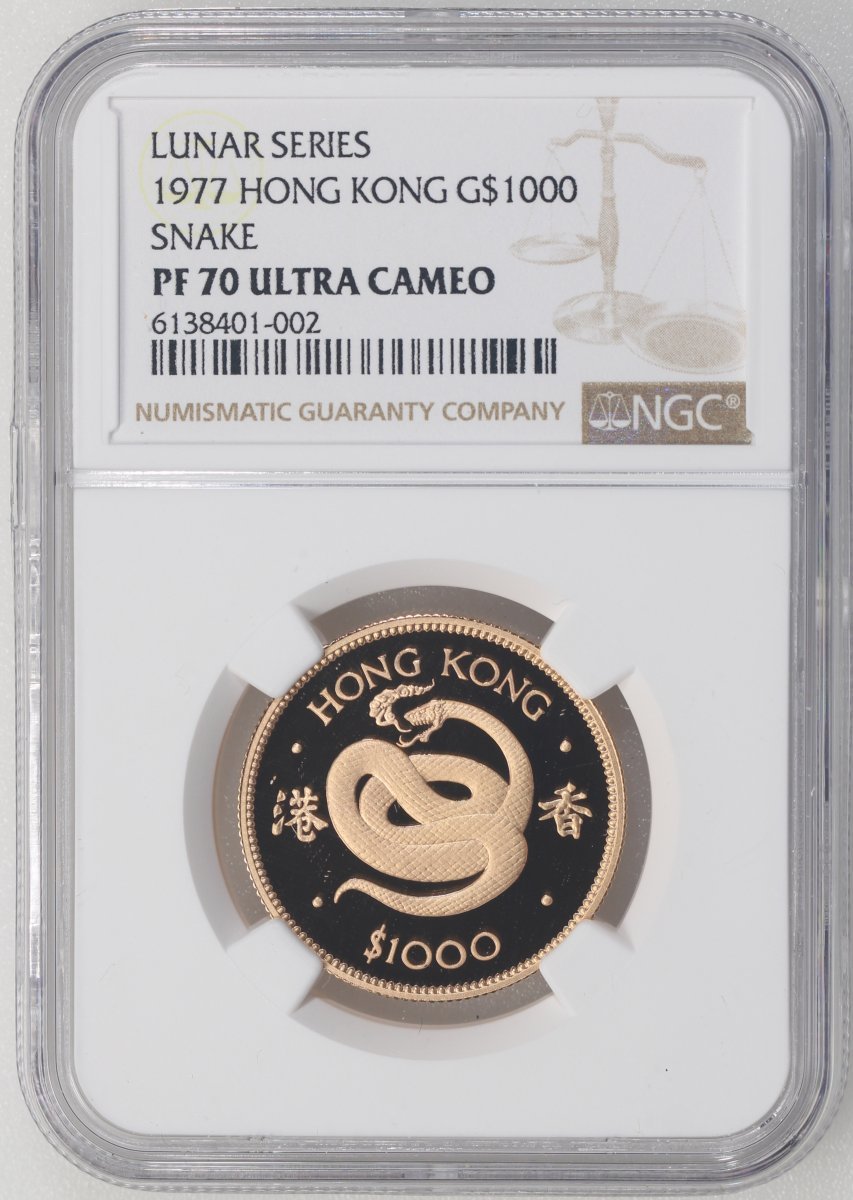 LUNAR SERIES
1977 HONG KONG G$1000
SNAKE
PF 70 ULTRA CAMEO
6138401-002
NUMISMATIC GUARANTY COMPANY
NGC®
HONG KONG
港 香
$1000